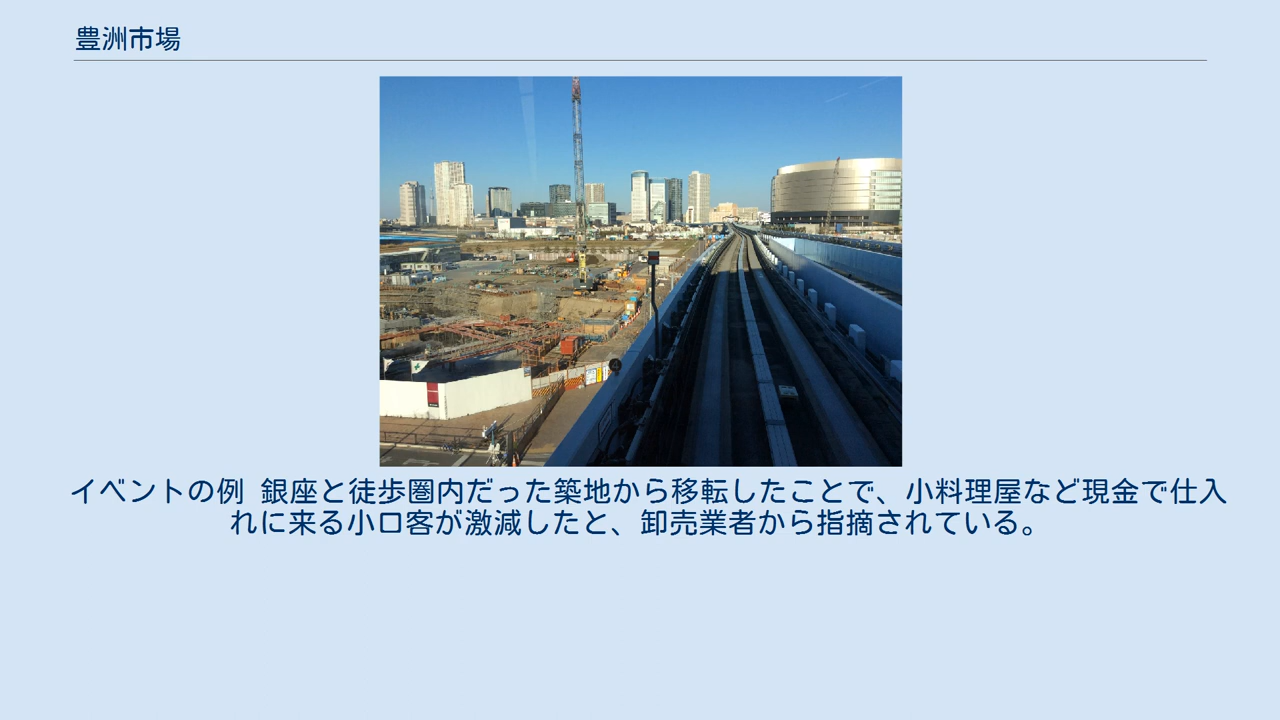 豊洲市場
イベントの例 銀座と徒歩圏内だった築地から移転したことで、小料理屋など現金で仕入
れに来る小口客が激減したと、卸売業者から指摘されている。